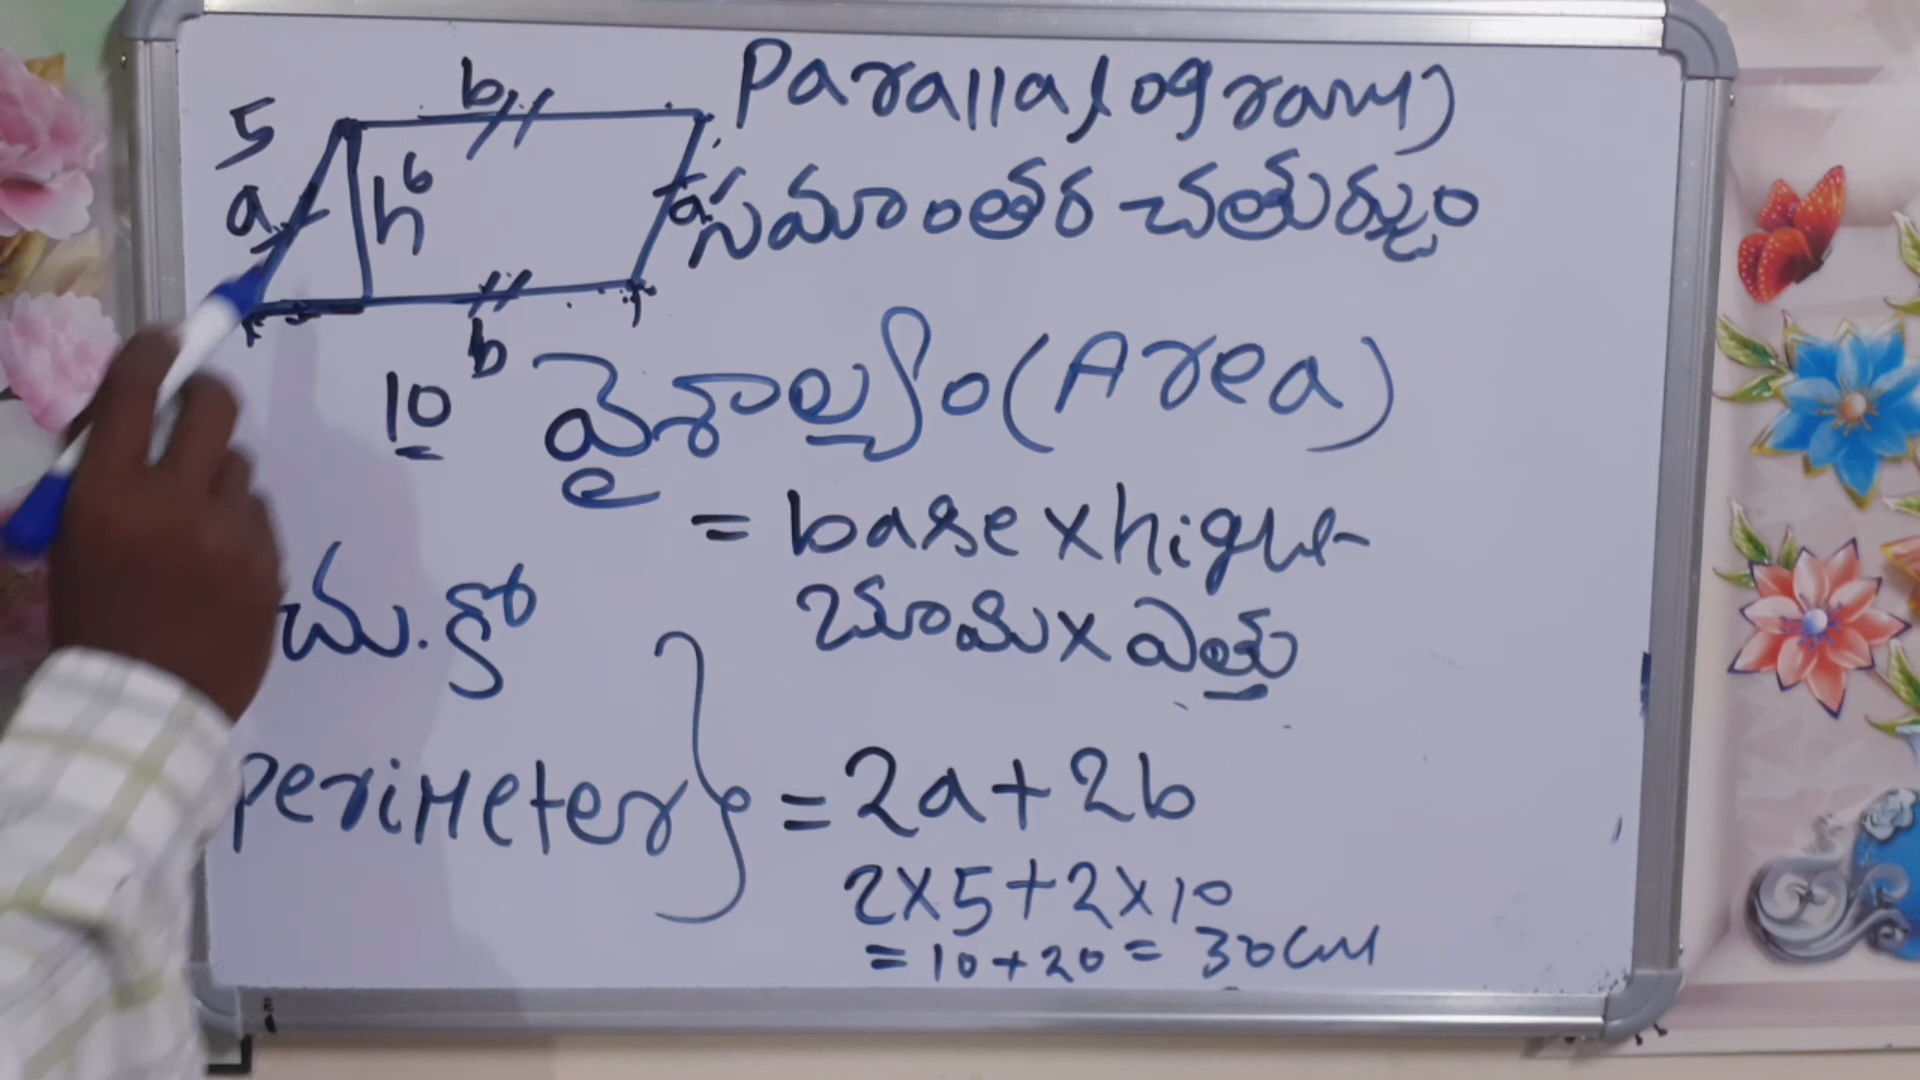 Parallalogram)
సమాంతర చతుర్భుజం
5
b
a
h
6
a
b
10
వైశాల్యం (Area)
= base x hight
భూమి x ఎత్తు
చు.కొ
perimeter } = 2a+2b
2x5+2x10
= 10+20 = 30cm